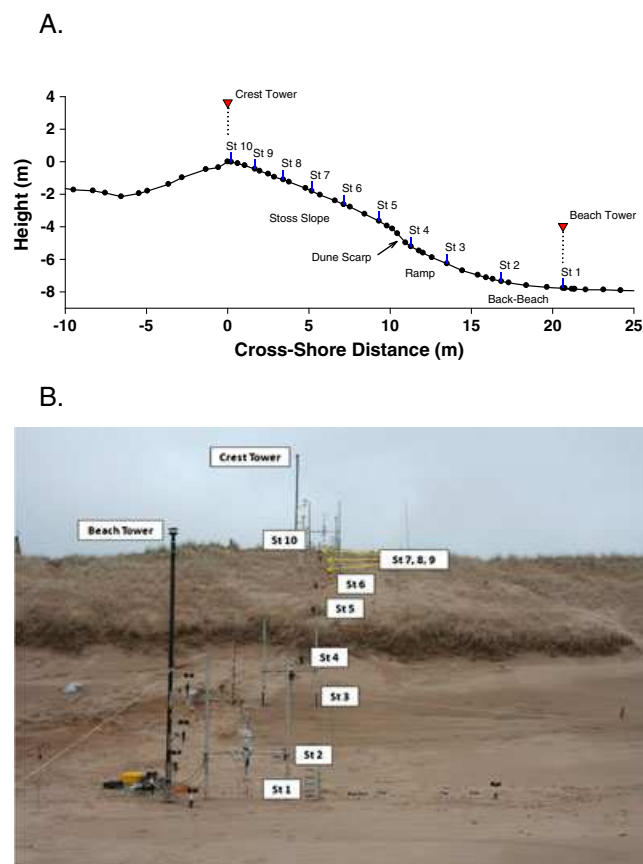 A.
4
Crest Tower
2
St 10
St 9
0
St 8
St 7
St 6
-2
St 5
Stoss Slope
Beach Tower
St 4
-4
Dune Scarp
St 3
Ramp
St 2
St 1
-6
Back-Beach
-8
Height (m)
-10
-5
0
5
10
15
20
25
Cross-Shore Distance (m)
B.
Crest Tower
Beach Tower
St 10
St 7, 8, 9
St 6
St 5
St 4
St 3
St 2
St 1